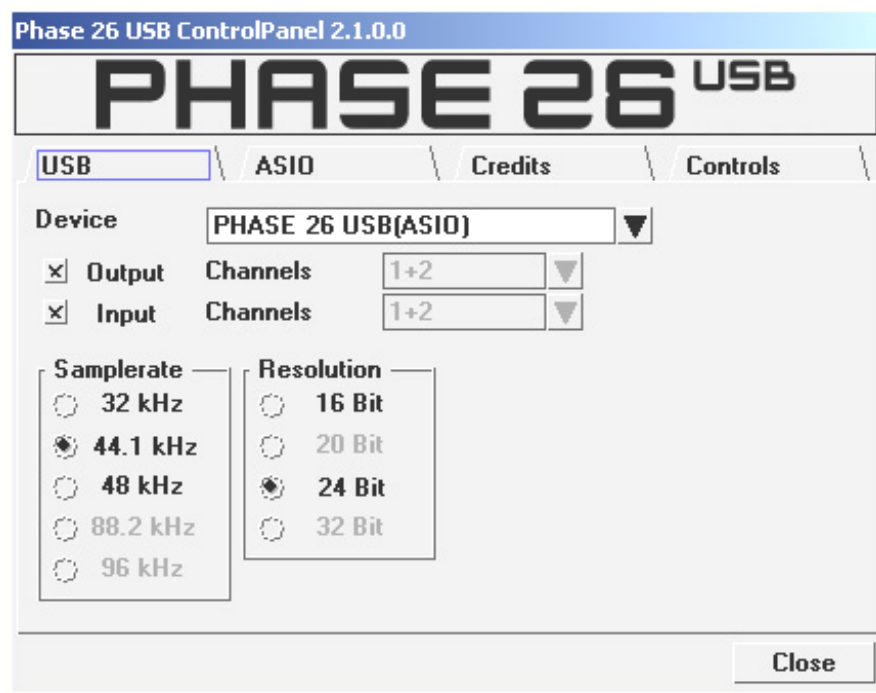 Phase 26 USB ControlPanel 2.1.0.0
PHASE 26 USB
USB ASIO Credits Controls
Device PHASE 26 USB(ASIO)
Output Channels 1+2
Input Channels 1+2
Samplerate Resolution
32 kHz 16 Bit
44.1 kHz 20 Bit
48 kHz 24 Bit
88.2 kHz 32 Bit
96 kHz
Close